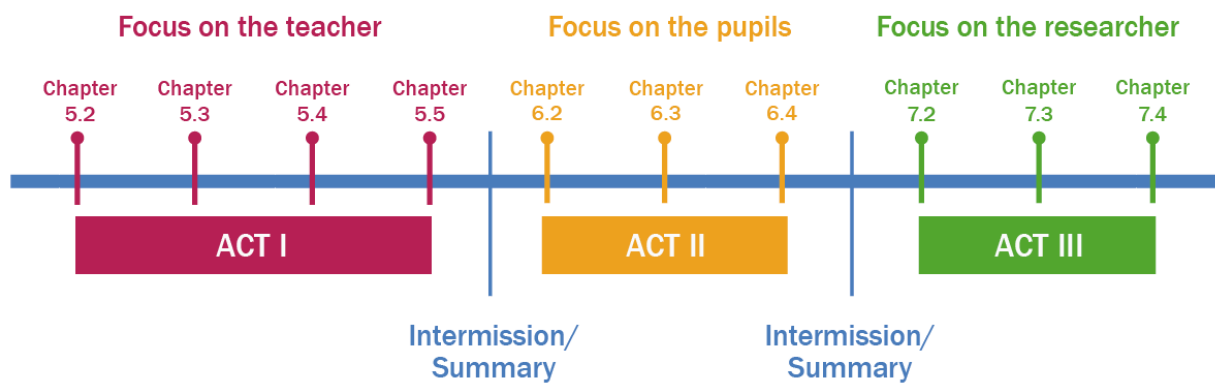 Focus on the teacher
Focus on the pupils
Focus on the researcher
Chapter
5.2
Chapter
5.3
Chapter
5.4
Chapter
5.5
Chapter
6.2
Chapter
6.3
Chapter
6.4
Chapter
7.2
Chapter
7.3
Chapter
7.4
ACT I
ACT II
ACT III
Intermission/
Summary
Intermission/
Summary